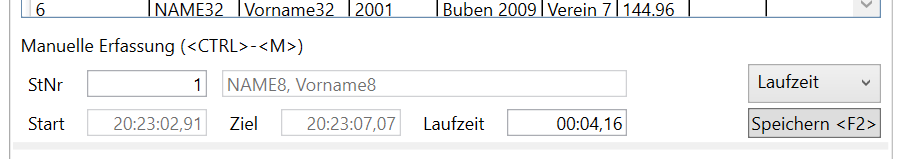 6 NAME32 Vorname32 2001 Buben 2009 Verein 7 144.96
Manuelle Erfassung (<CTRL>-<M>)
StNr 1 NAME8, Vorname8 Laufzeit
Start 20:23:02,91 Ziel 20:23:07,07 Laufzeit 00:04,16 Speichern <F2>